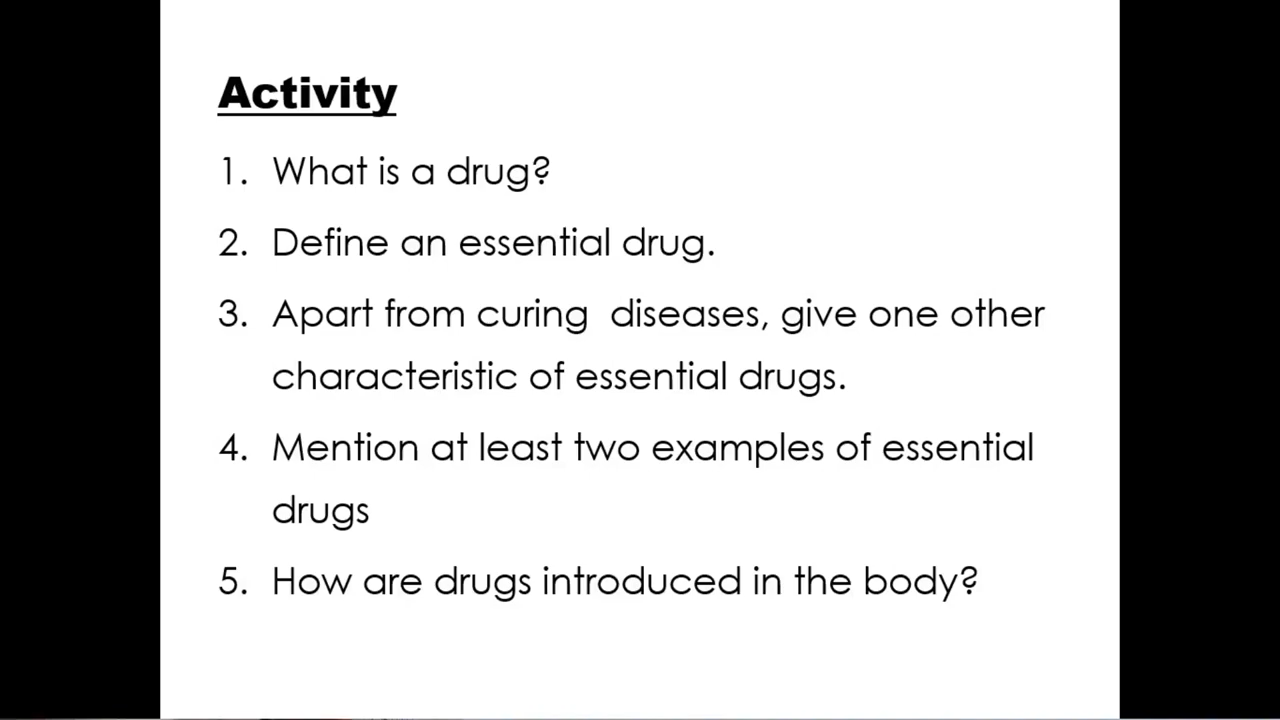 Activity
1. What is a drug?
2. Define an essential drug.
3. Apart from curing  diseases, give one other
characteristic of essential drugs.
4. Mention at least two examples of essential
drugs
5. How are drugs introduced in the body?